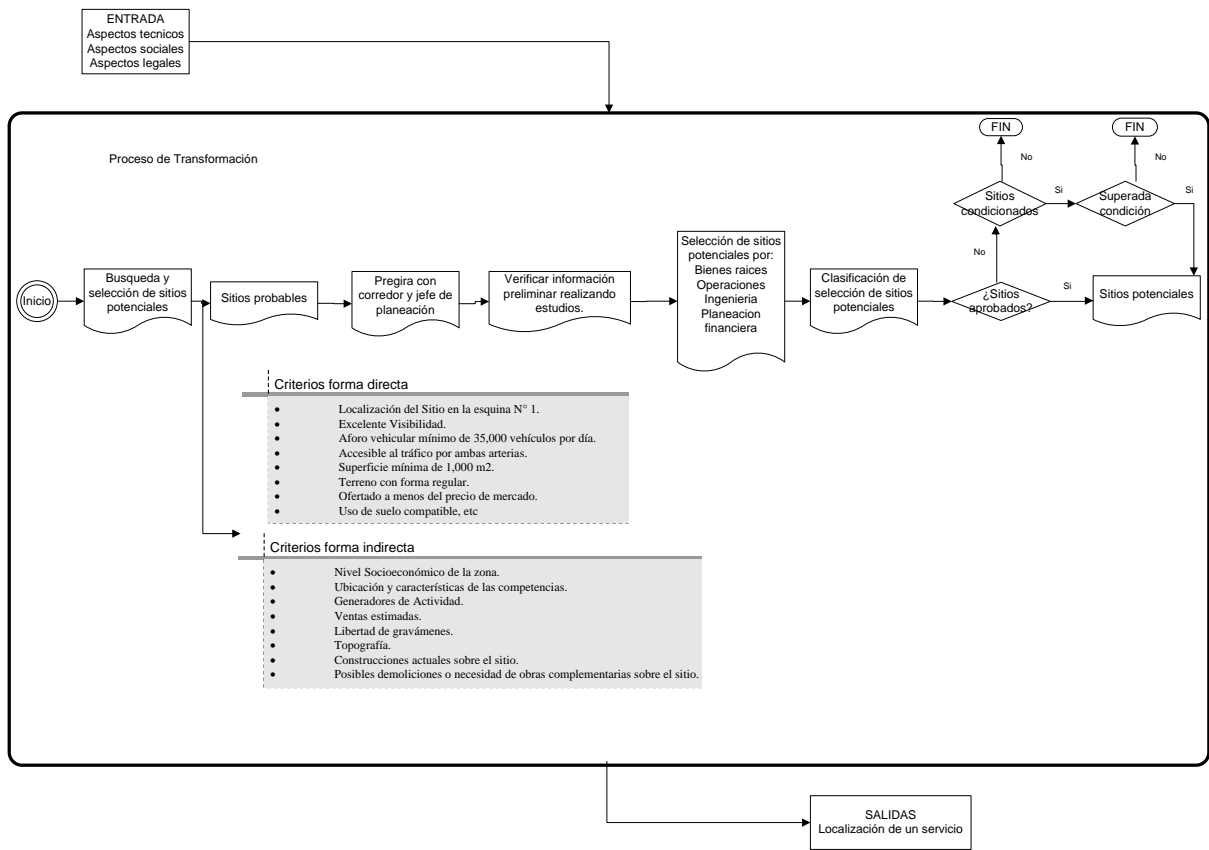 ENTRADA
Aspectos tecnicos
Aspectos sociales
Aspectos legales
Proceso de Transformación
FIN
FIN
No
No
Sitios
condicionados
Si
Superada
condición
Si
No
Inicio
Busqueda y
selección de sitios
potenciales
Sitios probables
Pregira con
corredor y jefe de
planeación
Verificar información
preliminar realizando
estudios.
Selección de sitios
potenciales por:
Bienes raices
Operaciones
Ingenieria
Planeacion
financiera
Clasificación de
selección de sitios
potenciales
¿Sitios
aprobados?
Si
Sitios potenciales
Criterios forma directa
• Localización del Sitio en la esquina N° 1.
• Excelente Visibilidad.
• Aforo vehicular mínimo de 35,000 vehículos por día.
• Accesible al tráfico por ambas arterias.
• Superficie mínima de 1,000 m2.
• Terreno con forma regular.
• Ofertado a menos del precio de mercado.
• Uso de suelo compatible, etc
Criterios forma indirecta
• Nivel Socioeconómico de la zona.
• Ubicación y características de las competencias.
• Generadores de Actividad.
• Ventas estimadas.
• Libertad de gravámenes.
• Topografía.
• Construcciones actuales sobre el sitio.
• Posibles demoliciones o necesidad de obras complementarias sobre el sitio.
SALIDAS
Localización de un servicio